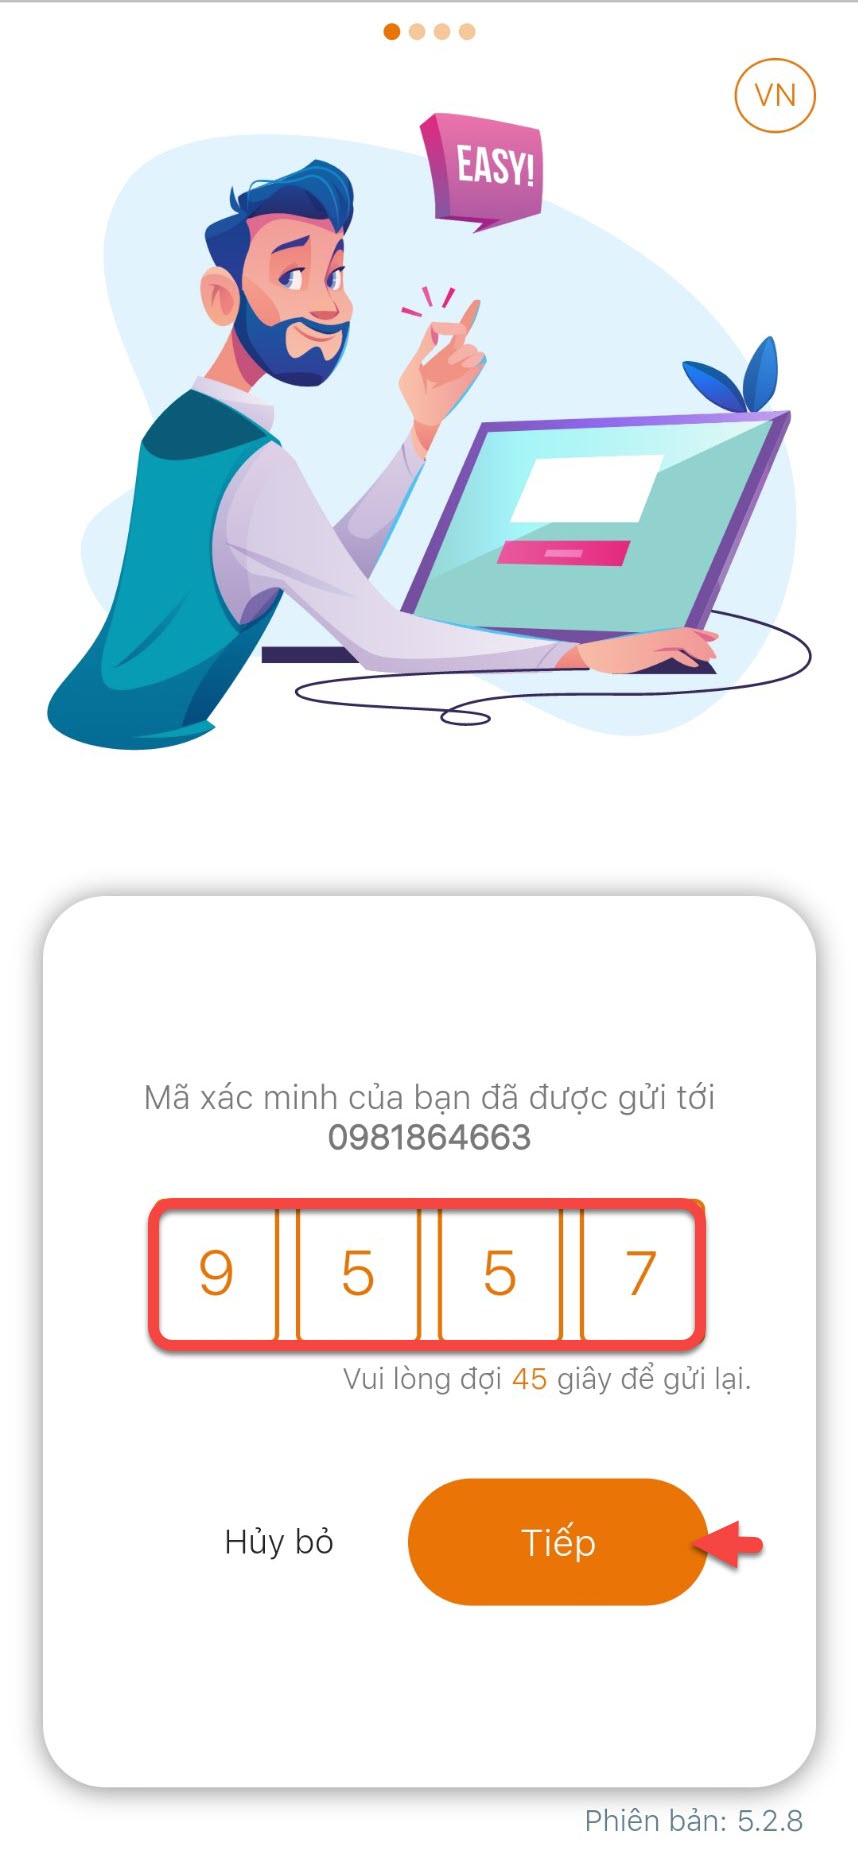 VN
EASY!
Mã xác minh của bạn đã được gửi tới
0981864663
9 5 5 7
Vui lòng đợi 45 giây để gửi lại.
Hủy bỏ
Tiếp
Phiên bản: 5.2.8